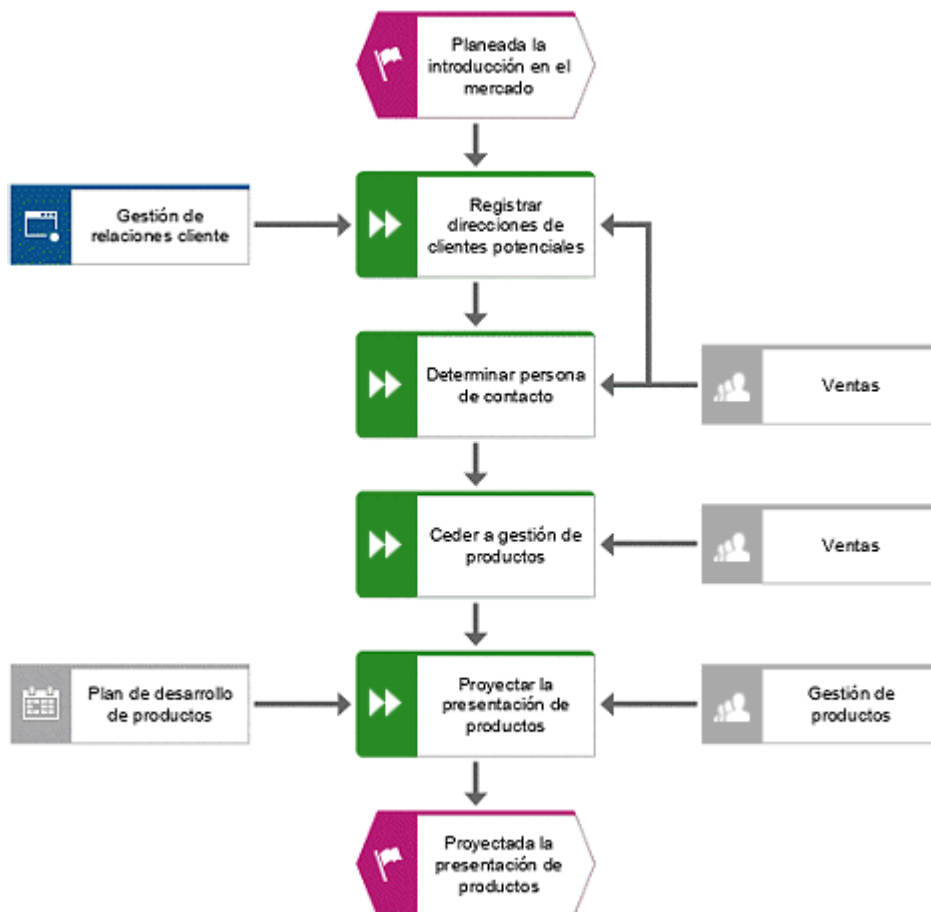 Planeada la
introducción en el
mercado
Gestión de
relaciones cliente
Registrar
direcciones de
clientes potenciales
Determinar persona
de contacto
Ventas
Ceder a gestión de
productos
Ventas
Plan de desarrollo
de productos
Proyectar la
presentación de
productos
Gestión de
productos
Proyectada la
presentación de
productos